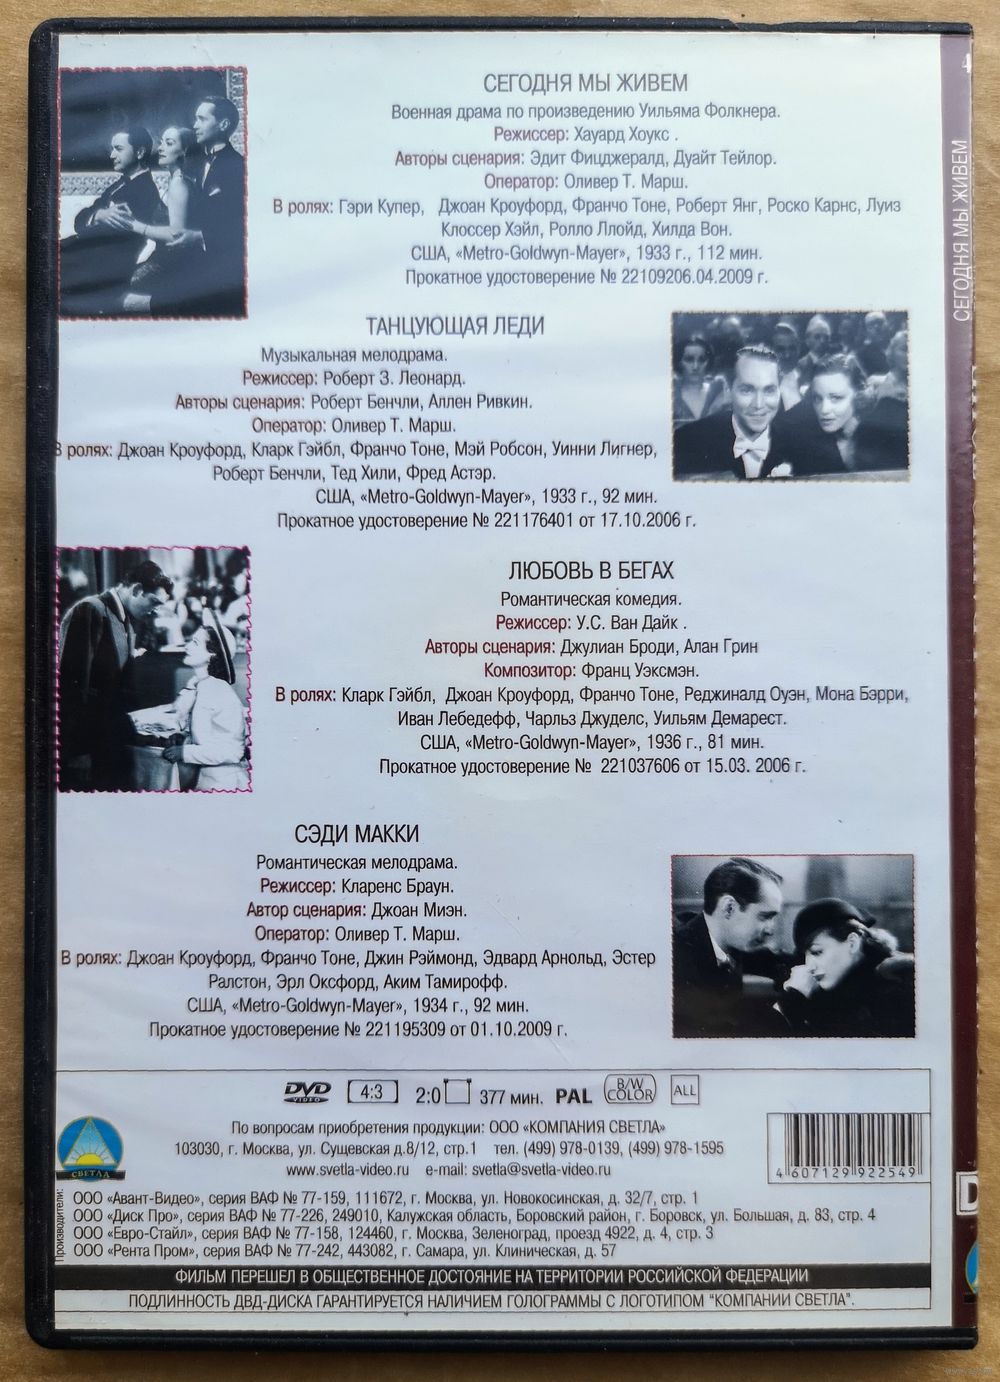 СЕГОДНЯ МЫ ЖИВЕМ
Военная драма по произведению Уильяма Фолкнера.
Режиссер: Хауард Хоукс .
Авторы сценария: Эдит Фицджералд, Дуайт Тейлор.
Оператор: Оливер Т. Марш.
В ролях: Гэри Купер, Джоан Кроуфорд, Франчо Тоне, Роберт Янг, Роско Карнс, Луиз
Клоссер Хэйл, Ролло Ллойд, Хилда Вон.
США, «Metro-Goldwyn-Mayer», 1933 г., 112 мин.
Прокатное удостоверение № 22109206.04.2009 г.
ТАНЦУЮЩАЯ ЛЕДИ
Музыкальная мелодрама.
Режиссер: Роберт З. Леонард.
Авторы сценария: Роберт Бенчли, Аллен Ривкин.
Оператор: Оливер Т. Марш.
В ролях: Джоан Кроуфорд, Кларк Гэйбл, Франчо Тоне, Мэй Робсон, Уинни Лигнер,
Роберт Бенчли, Тед Хили, Фред Астэр.
США, «Metro-Goldwyn-Mayer», 1933 г., 92 мин.
Прокатное удостоверение № 221176401 от 17.10.2006 г.
ЛЮБОВЬ В БЕГАХ
Романтическая комедия.
Режиссер: У.С. Ван Дайк .
Авторы сценария: Джулиан Броди, Алан Грин
Композитор: Франц Уэксмэн.
В ролях: Кларк Гэйбл, Джоан Кроуфорд, Франчо Тоне, Реджиналд Оуэн, Мона Бэрри,
Иван Лебедефф, Чарльз Джуделс, Уильям Демарест.
США, «Metro-Goldwyn-Mayer», 1936 г., 81 мин.
Прокатное удостоверение № 221037606 от 15.03. 2006 г.
СЭДИ МАККИ
Романтическая мелодрама.
Режиссер: Кларенс Браун.
Автор сценария: Джоан Миэн.
Оператор: Оливер Т. Марш.
В ролях: Джоан Кроуфорд, Франчо Тоне, Джин Рэймонд, Эдвард Арнольд, Эстер
Ралстон, Эрл Оксфорд, Аким Тамирофф.
США, «Metro-Goldwyn-Mayer», 1934 г., 92 мин.
Прокатное удостоверение № 221195309 от 01.10.2009 г.
DVD VIDEO 4:3 2:0 377 мин. PAL B/W COLOR ALL
По вопросам приобретения продукции: ООО «КОМПАНИЯ СВЕТЛА»
103030, г. Москва, ул. Сущевская д.8/12, стр.1 тел. (499) 978-0139, (499) 978-1595
www.svetla-video.ru e-mail: svetla@svetla-video.ru
СВЕТЛА
4 607129 922549
Производители:
ООО «Авант-Видео», серия ВАФ № 77-159, 111672, г. Москва, ул. Новокосинская, д. 32/7, стр. 1
ООО «Диск Про», серия ВАФ № 77-226, 249010, Калужская область, Боровский район, г. Боровск, ул. Большая, д. 83, стр. 4
ООО «Евро-Стайл», серия ВАФ № 77-158, 124460, г. Москва, Зеленоград, проезд 4922, д. 4, стр. 3
ООО «Рента Пром», серия ВАФ № 77-242, 443082, г. Самара, ул. Клиническая, д. 57
ФИЛЬМ ПЕРЕШЕЛ В ОБЩЕСТВЕННОЕ ДОСТОЯНИЕ НА ТЕРРИТОРИИ РОССИЙСКОЙ ФЕДЕРАЦИИ
ПОДЛИННОСТЬ ДВД-ДИСКА ГАРАНТИРУЕТСЯ НАЛИЧИЕМ ГОЛОГРАММЫ С ЛОГОТИПОМ "КОМПАНИИ СВЕТЛА".
СЕГОДНЯ МЫ ЖИВЕМ